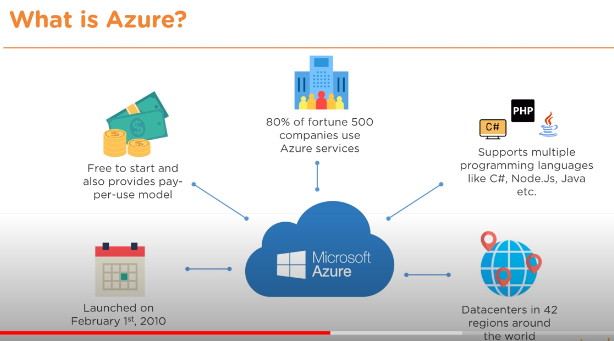 What is Azure?
80% of fortune 500
companies use
Azure services
Free to start and
also provides pay-
per-use model
C#
PHP
Supports multiple
programming languages
like C#, Node.Js, Java
etc.
Microsoft
Azure
Launched on
February 1st, 2010
Datacenters in 42
regions around
the world